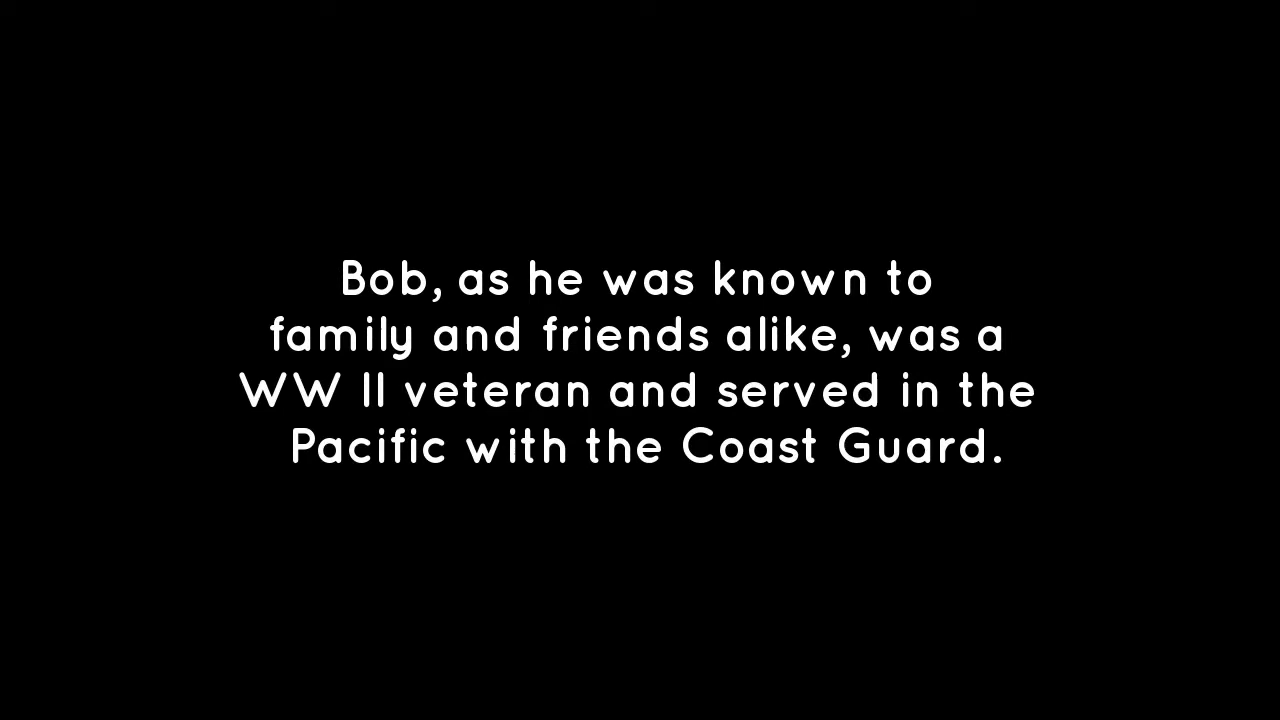 Bob, as he was known to
family and friends alike, was a
WW II veteran and served in the
Pacific with the Coast Guard.